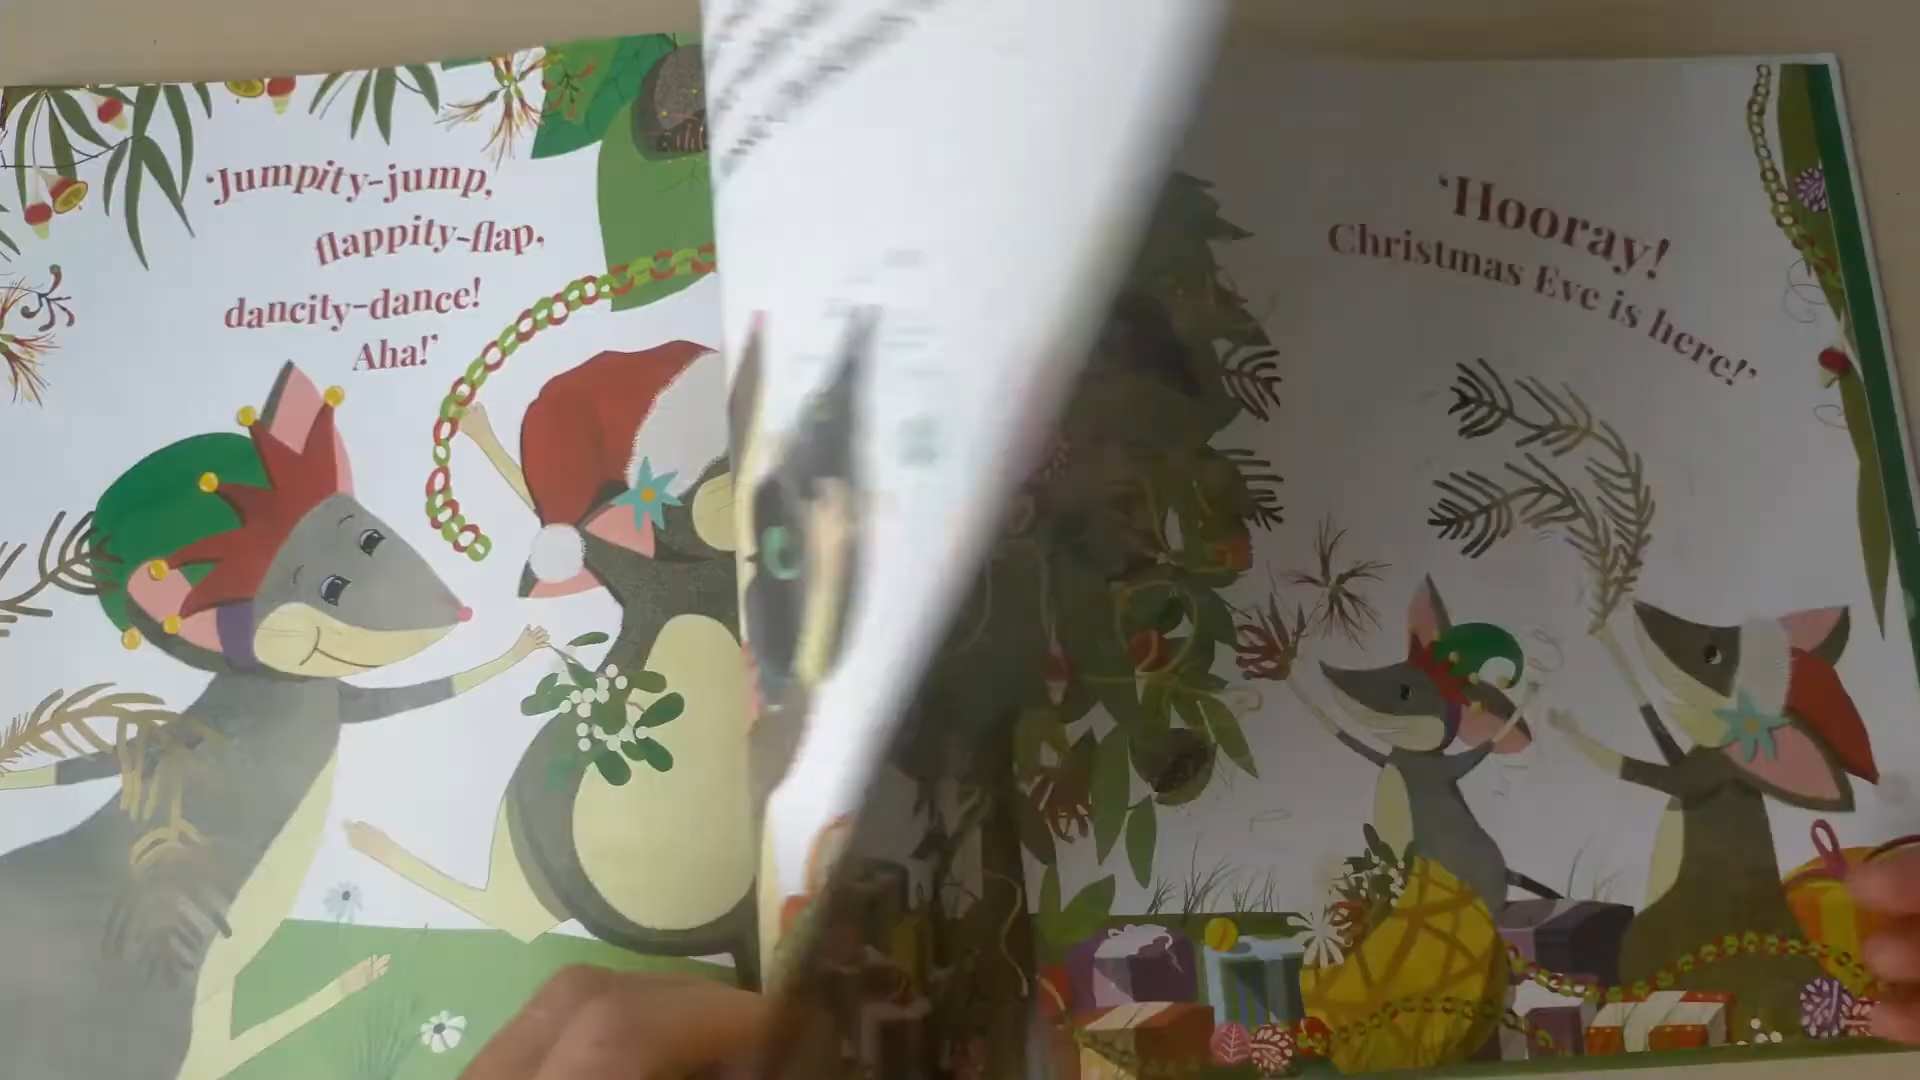 'Jumpity-jump,
flappity-flap,
dancity-dance!
Aha!'
'Hooray!
Christmas Eve is here!'